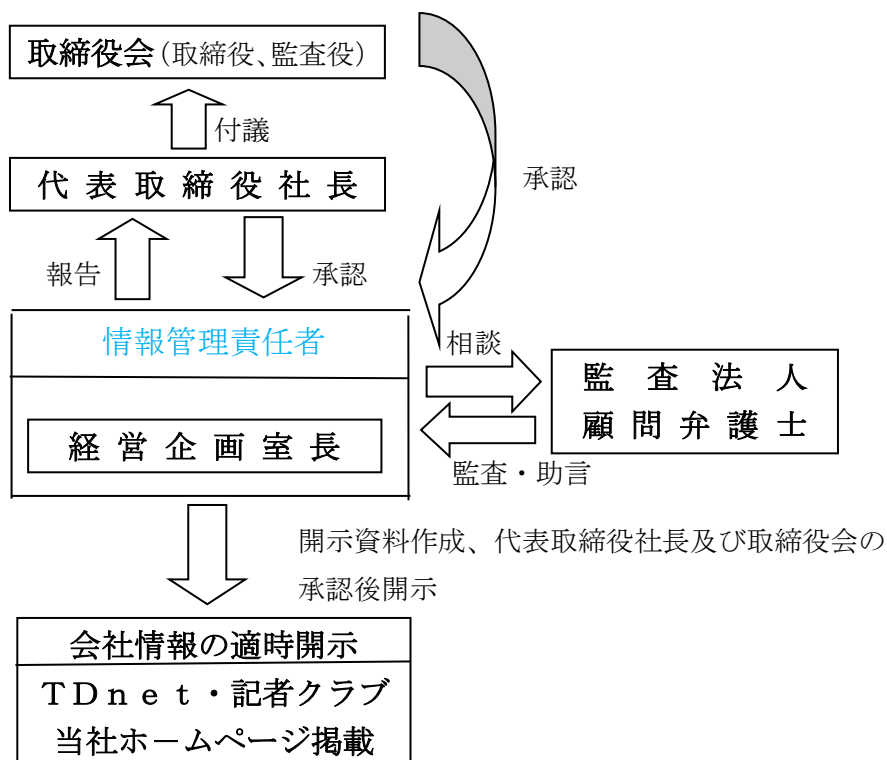 取締役会(取締役、監査役)
付議
承認
代表取締役社長
報告
承認
情報管理責任者
相談
監査法人
顧問弁護士
経営企画室長
監査・助言
開示資料作成、代表取締役社長及び取締役会の
承認後開示
会社情報の適時開示
TDnet・記者クラブ
当社ホームページ掲載